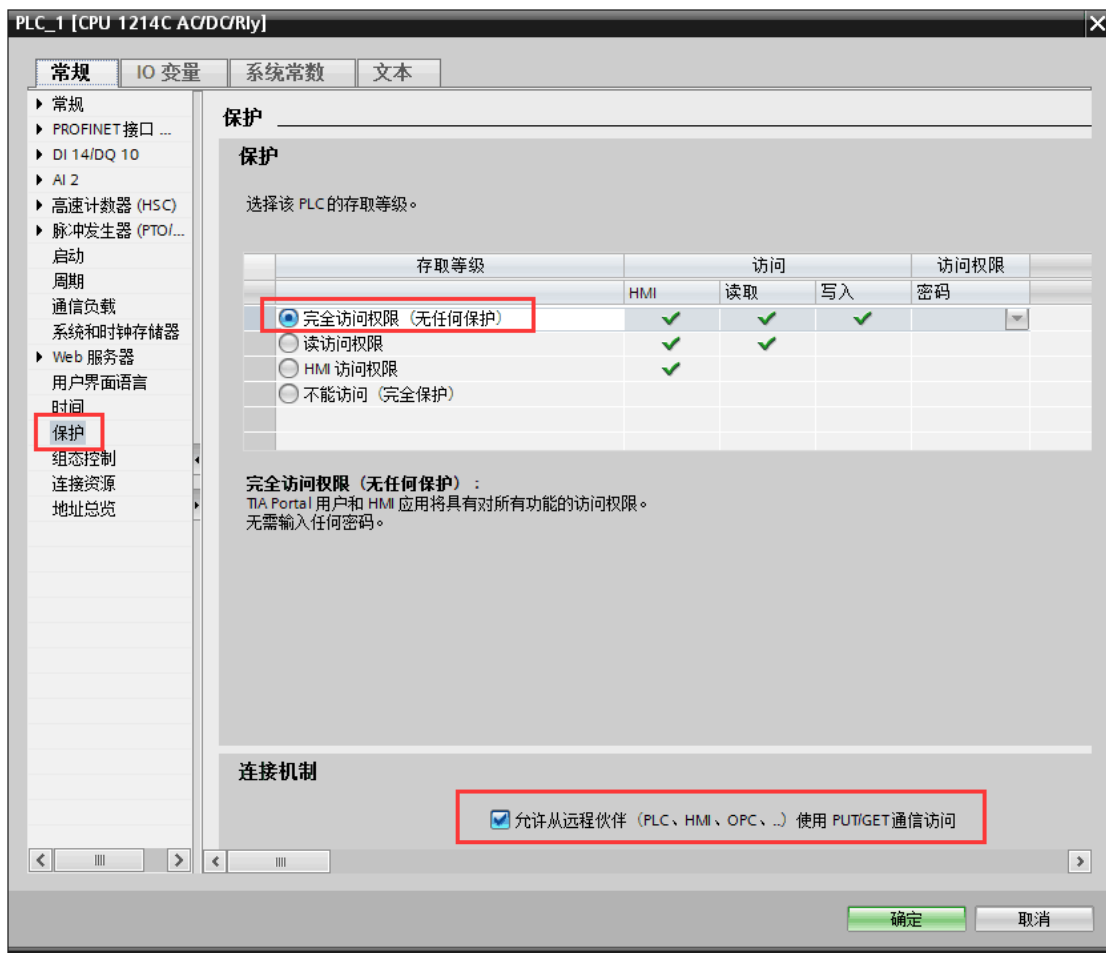 PLC_1 [CPU 1214C AC/DC/Rly]
常规 IO 变量 系统常数 文本
常规
PROFINET接口 ...
DI 14/DQ 10
AI 2
高速计数器 (HSC)
脉冲发生器 (PTO/...
启动
周期
通信负载
系统和时钟存储器
Web 服务器
用户界面语言
时间
保护
组态控制
连接资源
地址总览
保护
保护
选择该 PLC的存取等级。
存取等级 访问 访问权限
HMI 读取 写入 密码
完全访问权限（无任何保护）
读访问权限
HMI 访问权限
不能访问（完全保护）
完全访问权限（无任何保护）：
TIA Portal 用户和 HMI 应用将具有对所有功能的访问权限。
无需输入任何密码。
连接机制
允许从远程伙伴（PLC、HMI、OPC、...）使用 PUT/GET通信访问
确定 取消